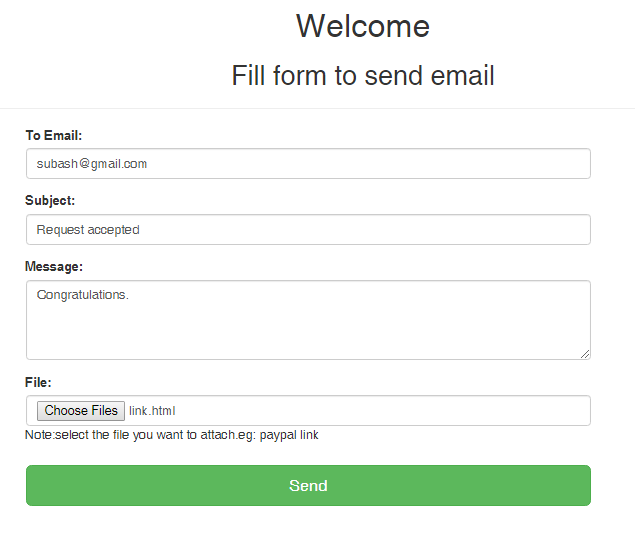 Welcome
Fill form to send email
To Email:
subash@gmail.com
Subject:
Request accepted
Message:
Congratulations.
File:
Choose Files link.html
Note:select the file you want to attach.eg: paypal link
Send